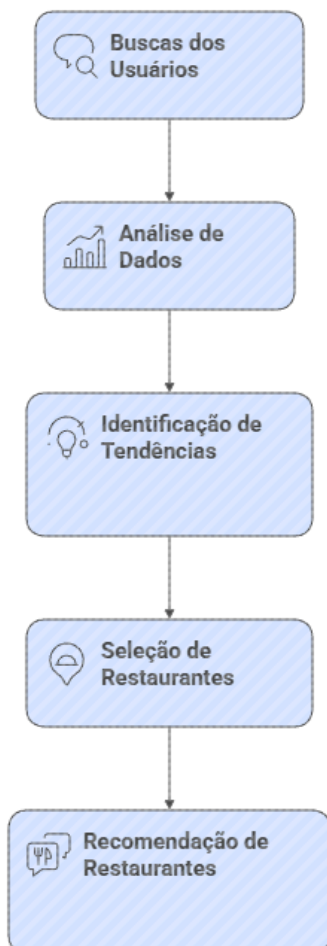 Buscas dos
Usuários
Análise de
Dados
Identificação de
Tendências
Seleção de
Restaurantes
Recomendação de
Restaurantes